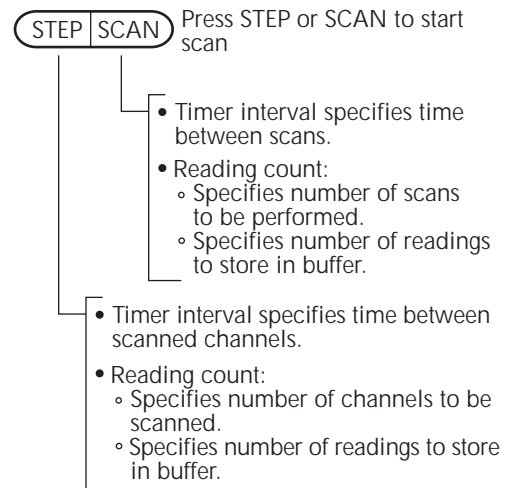 STEP SCAN Press STEP or SCAN to start
scan
• Timer interval specifies time
between scans.
• Reading count:
◦ Specifies number of scans
to be performed.
◦ Specifies number of readings
to store in buffer.
• Timer interval specifies time between
scanned channels.
• Reading count:
◦ Specifies number of channels to be
scanned.
◦ Specifies number of readings to store
in buffer.